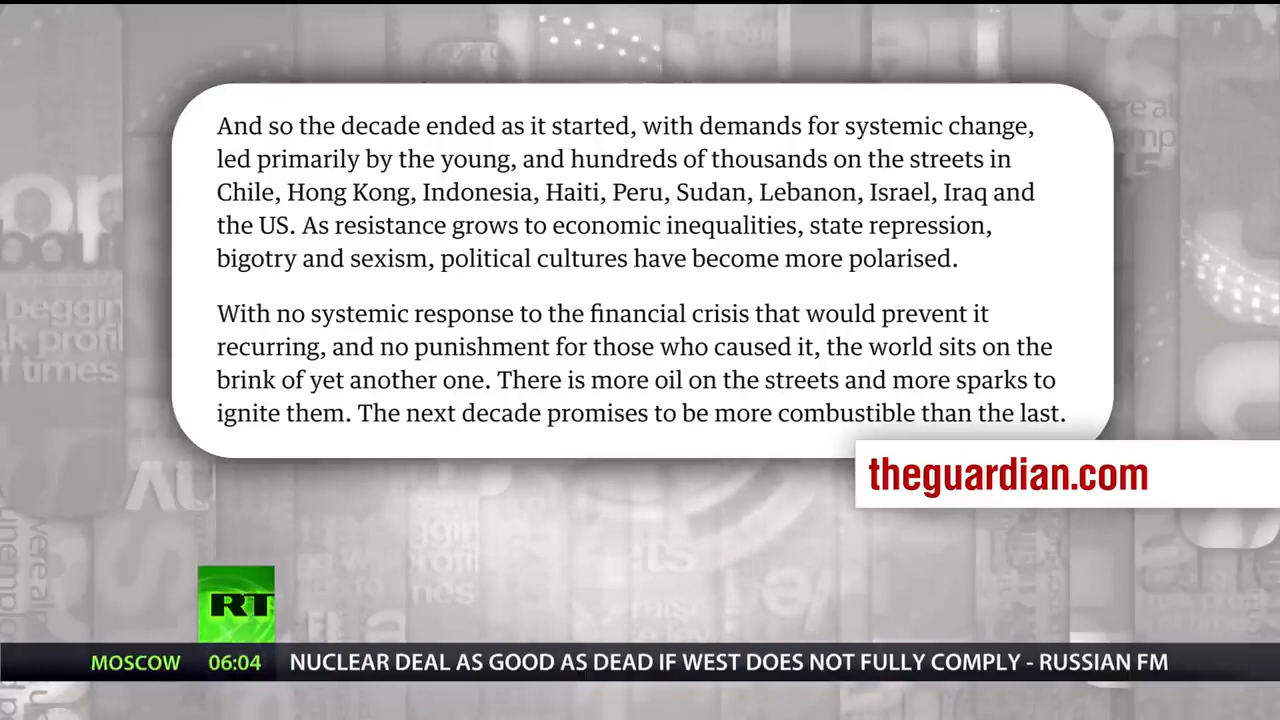 And so the decade ended as it started, with demands for systemic change,
led primarily by the young, and hundreds of thousands on the streets in
Chile, Hong Kong, Indonesia, Haiti, Peru, Sudan, Lebanon, Israel, Iraq and
the US. As resistance grows to economic inequalities, state repression,
bigotry and sexism, political cultures have become more polarised.
With no systemic response to the financial crisis that would prevent it
recurring, and no punishment for those who caused it, the world sits on the
brink of yet another one. There is more oil on the streets and more sparks to
ignite them. The next decade promises to be more combustible than the last.
theguardian.com
RT
MOSCOW 06:04 NUCLEAR DEAL AS GOOD AS DEAD IF WEST DOES NOT FULLY COMPLY - RUSSIAN FM